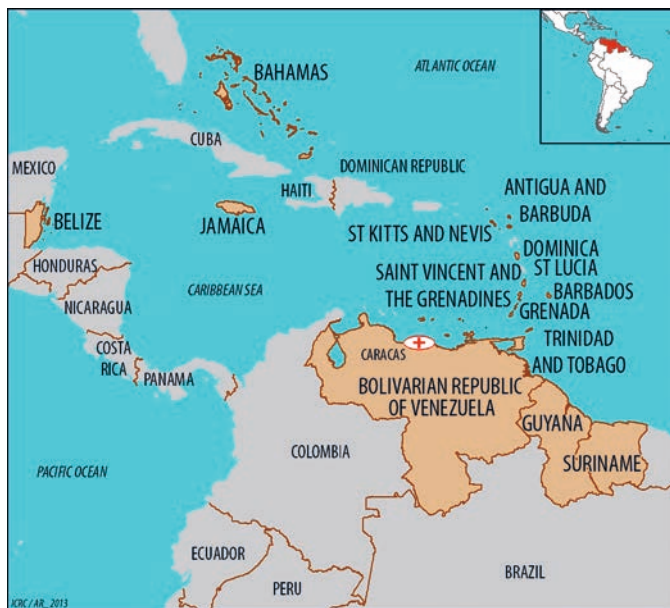 BAHAMAS
ATLANTIC OCEAN
CUBA
MEXICO
DOMINICAN REPUBLIC
HAITI
ANTIGUA AND
BARBUDA
BELIZE
JAMAICA
ST KITTS AND NEVIS
DOMINICA
HONDURAS
SAINT VINCENT AND
THE GRENADINES
ST LUCIA
CARIBBEAN SEA
BARBADOS
NICARAGUA
GRENADA
COSTA
RICA
CARACAS
TRINIDAD
AND TOBAGO
PANAMA
BOLIVARIAN REPUBLIC
OF VENEZUELA
GUYANA
COLOMBIA
SURINAME
PACIFIC OCEAN
ECUADOR
PERU
BRAZIL
ICRC / AR_2013